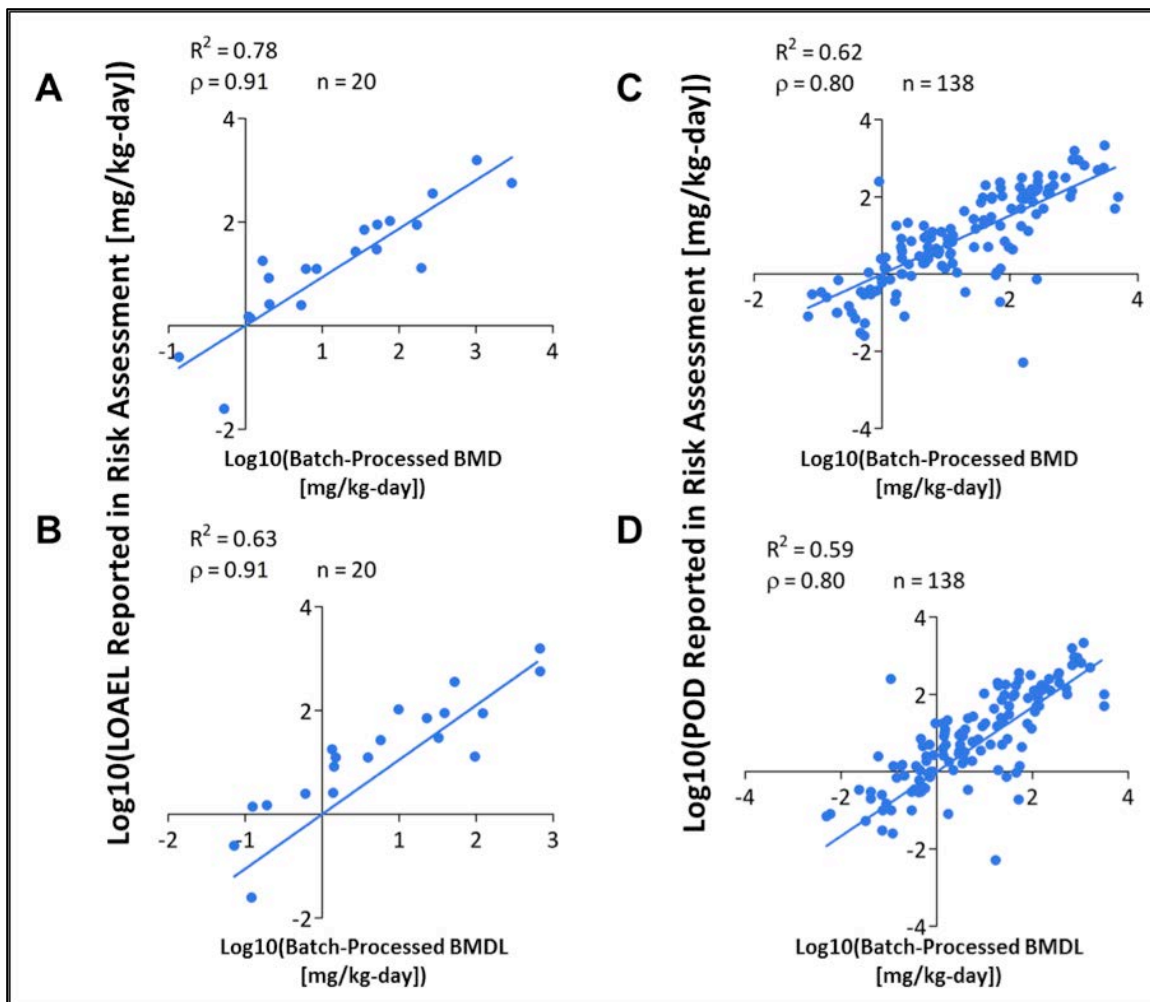 R² = 0.78
ρ = 0.91 n = 20
A
4
2
-1 1 2 3 4
-2
Log10(Batch-Processed BMD
[mg/kg-day])
Log10(LOAEL Reported in Risk Assessment [mg/kg-day])
B
R² = 0.63
ρ = 0.91 n = 20
4
2
-2 -1 1 2 3
-2
Log10(Batch-Processed BMDL
[mg/kg-day])
C
R² = 0.62
ρ = 0.80 n = 138
4
2
-2 2 4
-2
-4
Log10(Batch-Processed BMD
[mg/kg-day])
Log10(POD Reported in Risk Assessment [mg/kg-day])
D
R² = 0.59
ρ = 0.80 n = 138
4
2
-4 -2 2 4
-2
-4
Log10(Batch-Processed BMDL
[mg/kg-day])